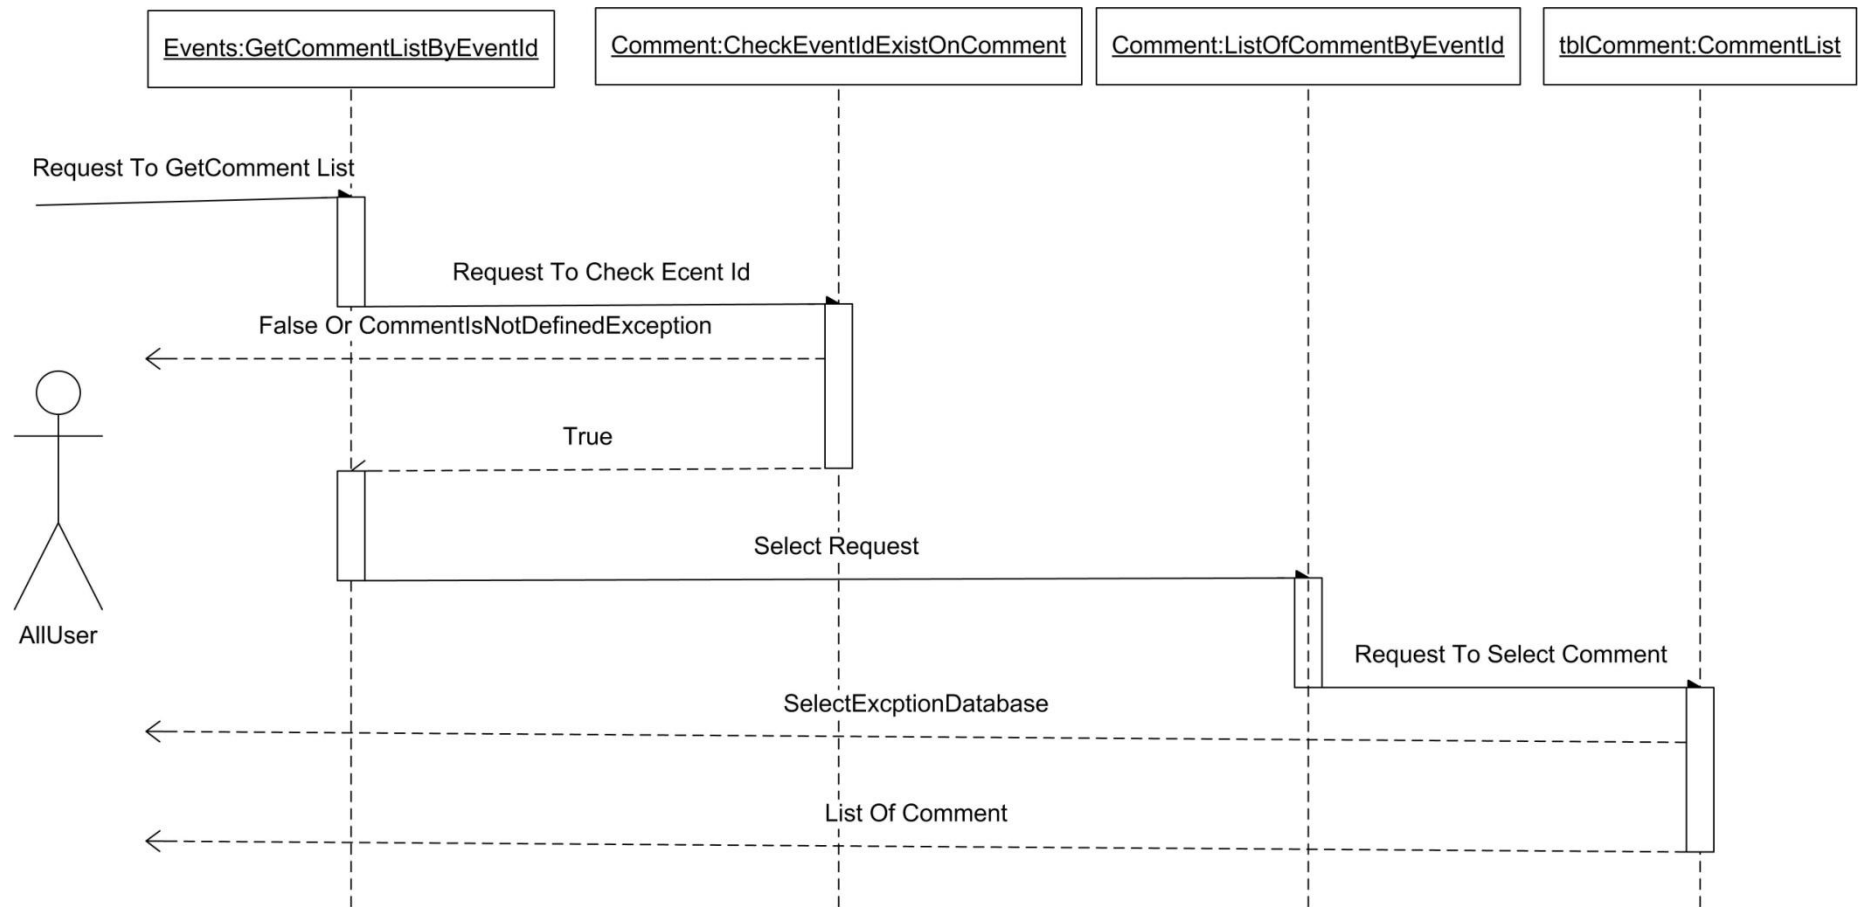 Events:GetCommentListByEventId
Comment:CheckEventIdExistOnComment
Comment:ListOfCommentByEventId
tblComment:CommentList
Request To GetComment List
Request To Check Ecent Id
False Or CommentIsNotDefinedException
True
Select Request
AllUser
Request To Select Comment
SelectExcptionDatabase
List Of Comment